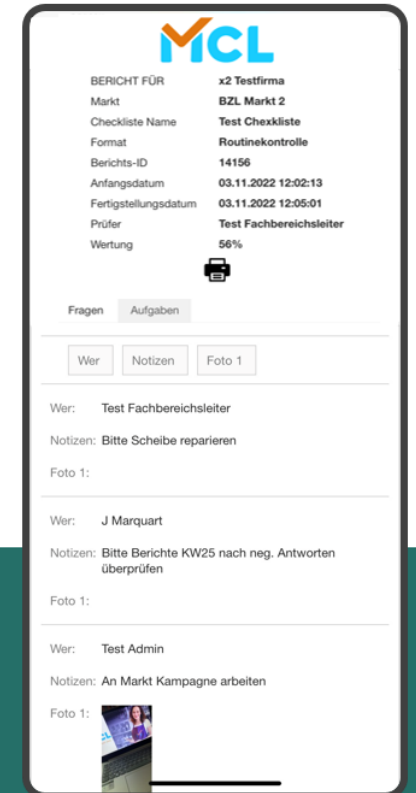 MCL
BERICHT FÜR x2 Testfirma
Markt BZL Markt 2
Checkliste Name Test Chexkliste
Format Routinekontrolle
Berichts-ID 14156
Anfangsdatum 03.11.2022 12:02:13
Fertigstellungsdatum 03.11.2022 12:05:01
Prüfer Test Fachbereichsleiter
Wertung 56%
Fragen Aufgaben
Wer Notizen Foto 1
Wer: Test Fachbereichsleiter
Notizen: Bitte Scheibe reparieren
Foto 1:
Wer: J Marquart
Notizen: Bitte Berichte KW25 nach neg. Antworten
überprüfen
Foto 1:
Wer: Test Admin
Notizen: An Markt Kampagne arbeiten
Foto 1: